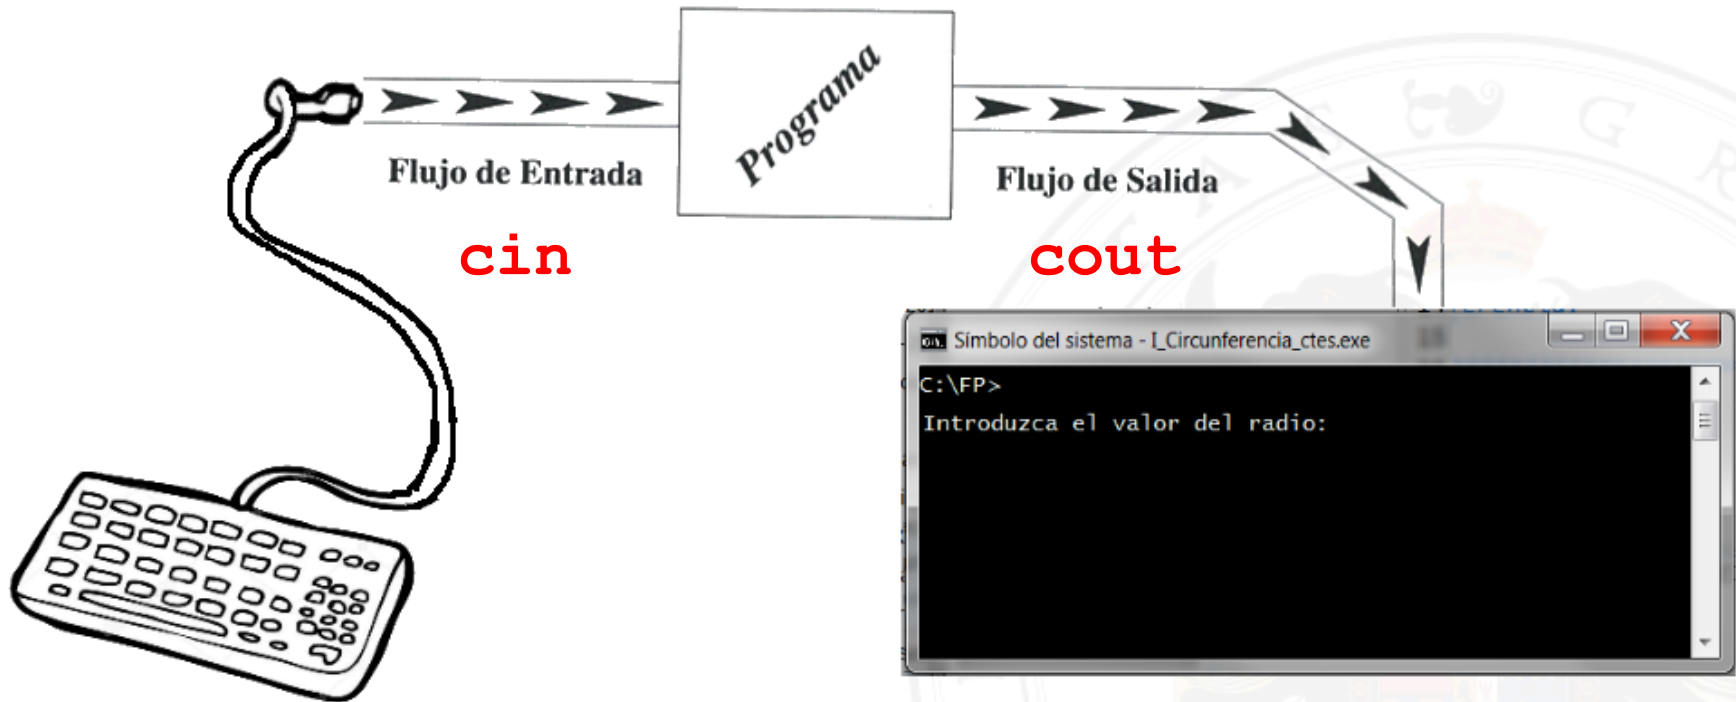 Programa
Flujo de Entrada
Flujo de Salida
cin
cout
Símbolo del sistema - I_Circunferencia_ctes.exe
C:\FP>
Introduzca el valor del radio: